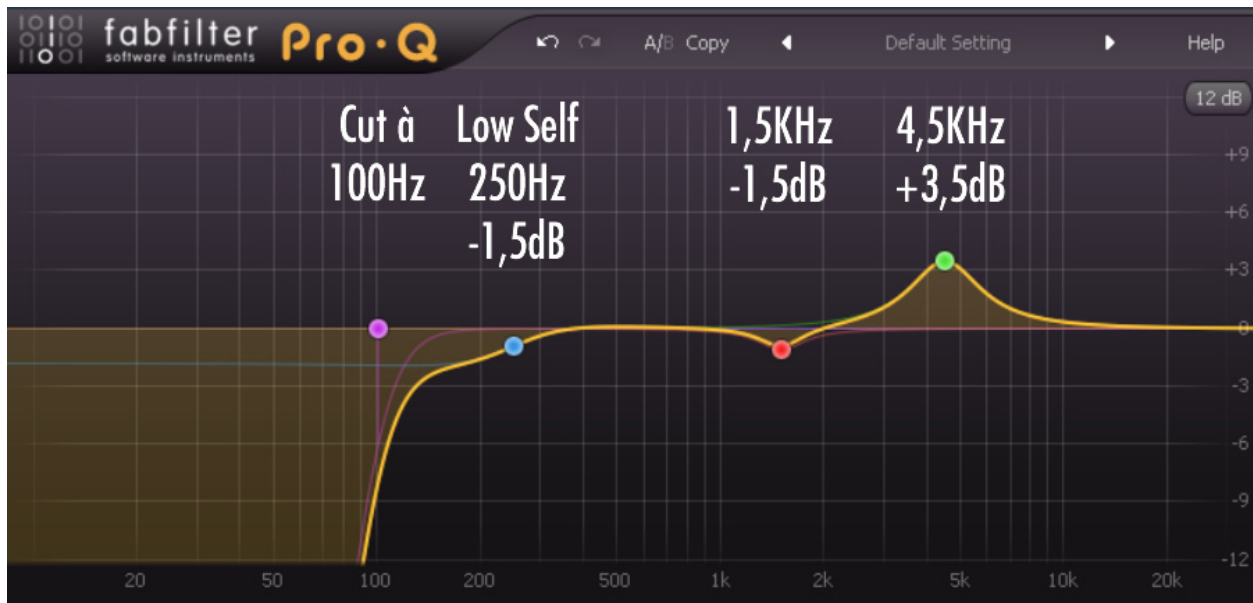 fabfilter Pro·Q
software instruments
A/B Copy
Default Setting
Help
12 dB
Cut à
100Hz
Low Self
250Hz
-1,5dB
1,5KHz
-1,5dB
4,5KHz
+3,5dB
+9
+6
+3
0
-3
-6
-9
-12
20 50 100 200 500 1k 2k 5k 10k 20k